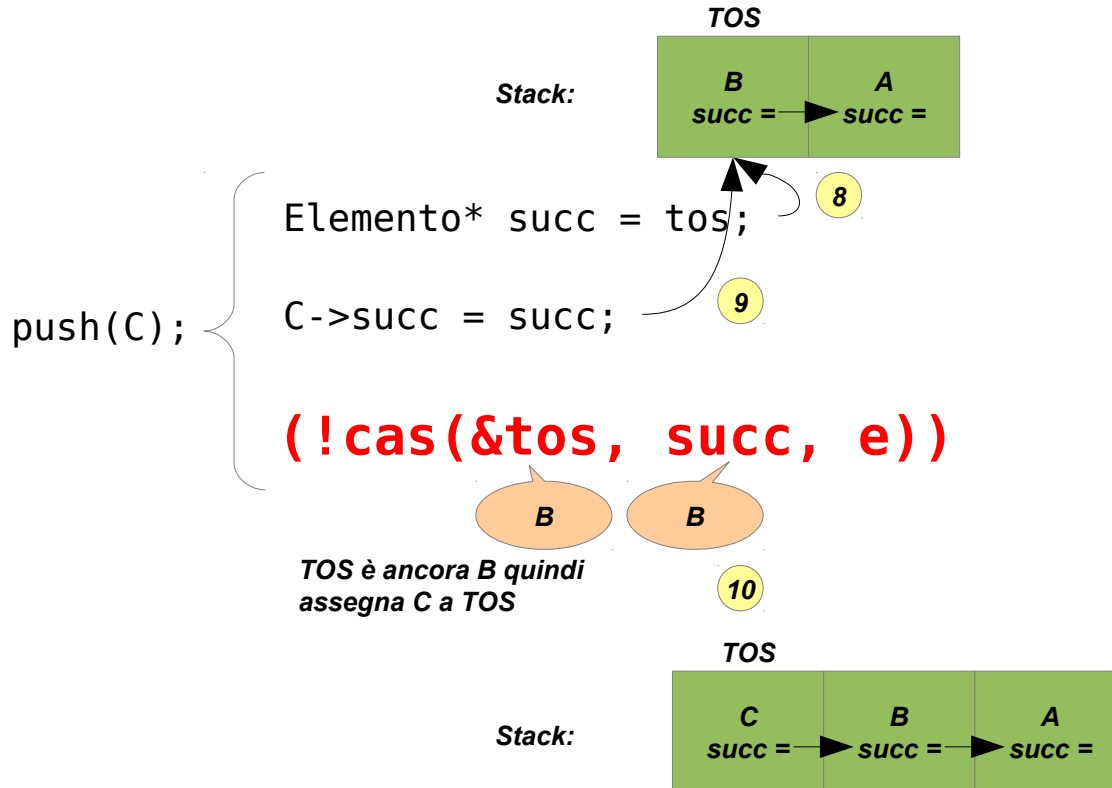 TOS
Stack:
B
succ =
A
succ =
8
Elemento* succ = tos;
9
C->succ = succ;
push(C);
(!cas(&tos, succ, e))
B
B
TOS è ancora B quindi
assegna C a TOS
10
TOS
Stack:
C
succ =
B
succ =
A
succ =